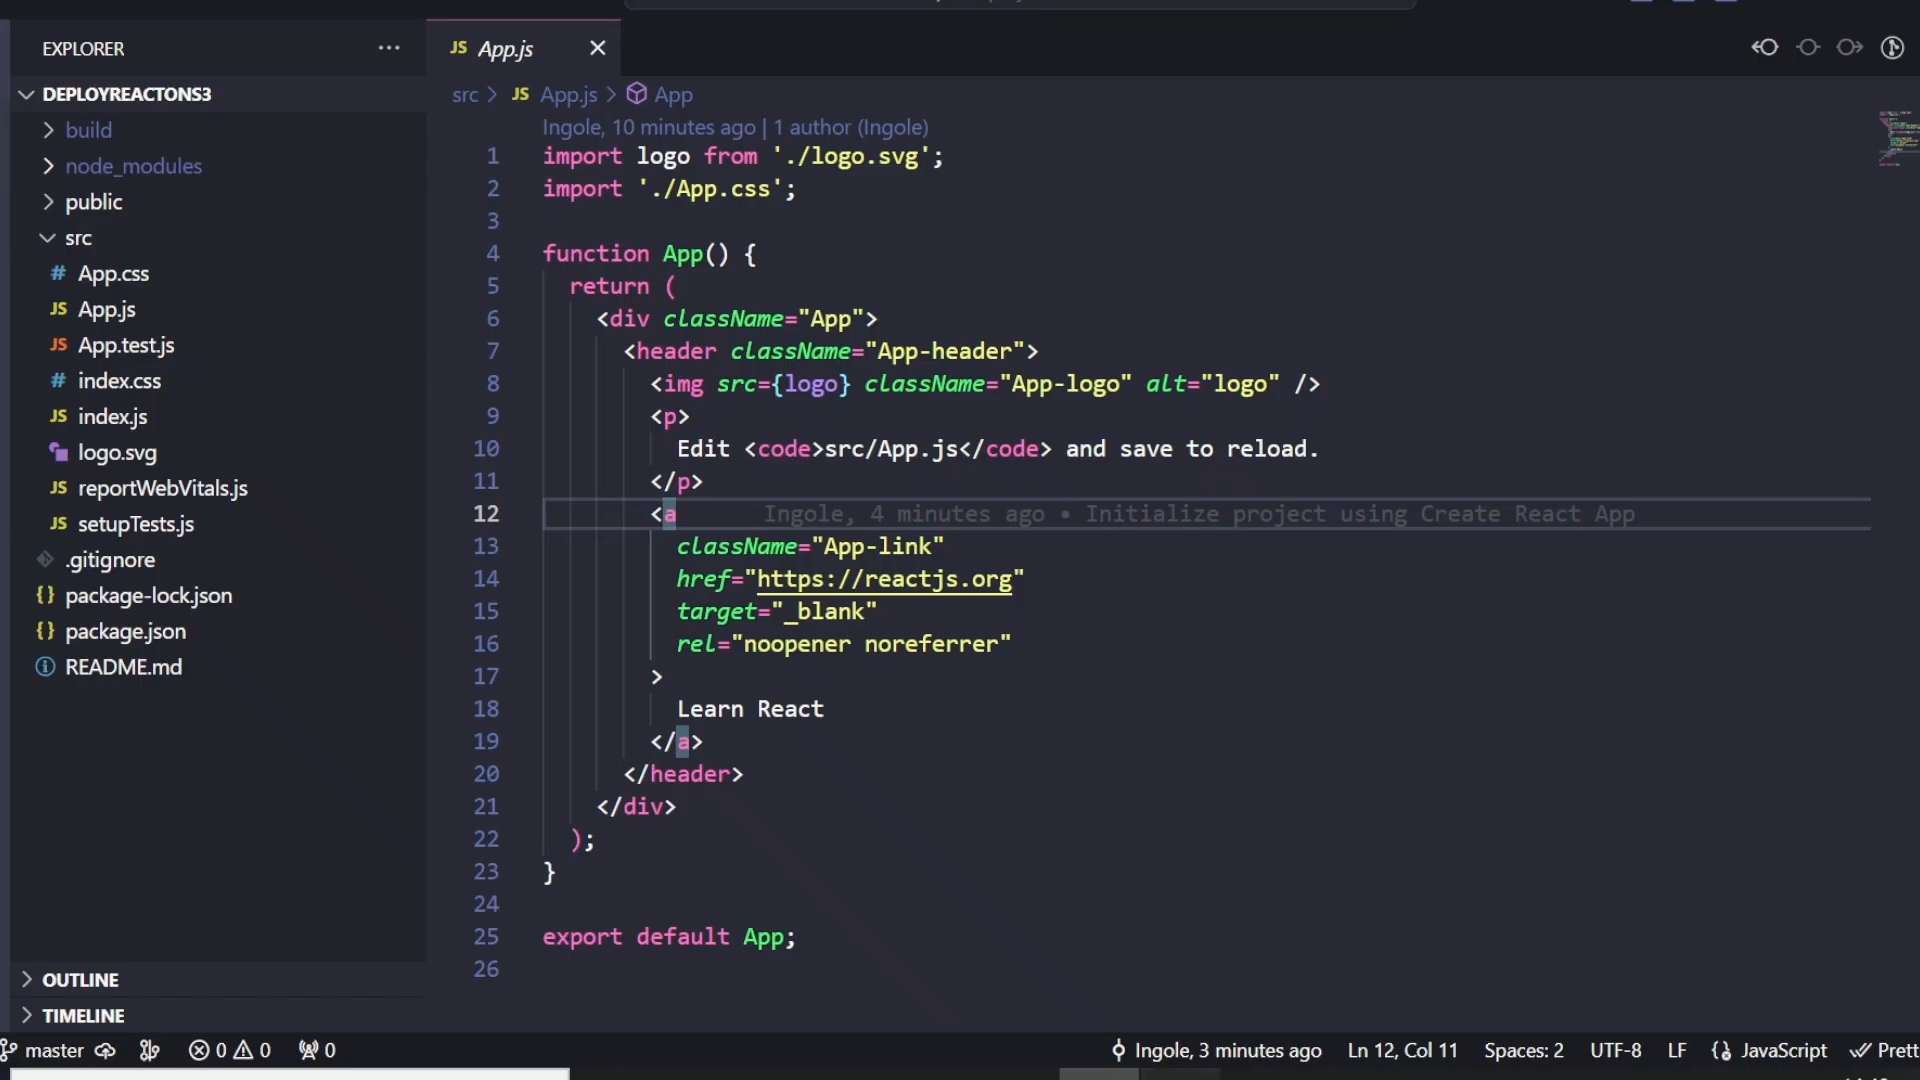 EXPLORER
DEPLOYREACTONS3
build
node_modules
public
src
# App.css
JS App.js
JS App.test.js
# index.css
JS index.js
logo.svg
JS reportWebVitals.js
JS setupTests.js
.gitignore
{} package-lock.json
{} package.json
README.md
OUTLINE
TIMELINE
JS App.js
src > JS App.js > App
Ingole, 10 minutes ago | 1 author (Ingole)
1 import logo from './logo.svg';
2 import './App.css';
3
4 function App() {
5 return (
6 <div className="App">
7 <header className="App-header">
8 <img src={logo} className="App-logo" alt="logo" />
9 <p>
10 Edit <code>src/App.js</code> and save to reload.
11 </p>
12 <a Ingole, 4 minutes ago • Initialize project using Create React App
13 className="App-link"
14 href="https://reactjs.org"
15 target="_blank"
16 rel="noopener noreferrer"
17 >
18 Learn React
19 </a>
20 </header>
21 </div>
22 );
23 }
24
25 export default App;
26
master 0 0 0 Ingole, 3 minutes ago Ln 12, Col 11 Spaces: 2 UTF-8 LF JavaScript Prett